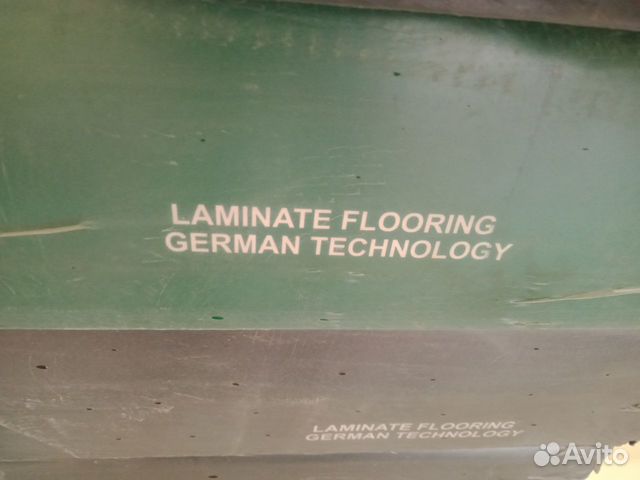 LAMINATE FLOORING
GERMAN TECHNOLOGY
LAMINATE FLOORING
GERMAN TECHNOLOGY
Avito